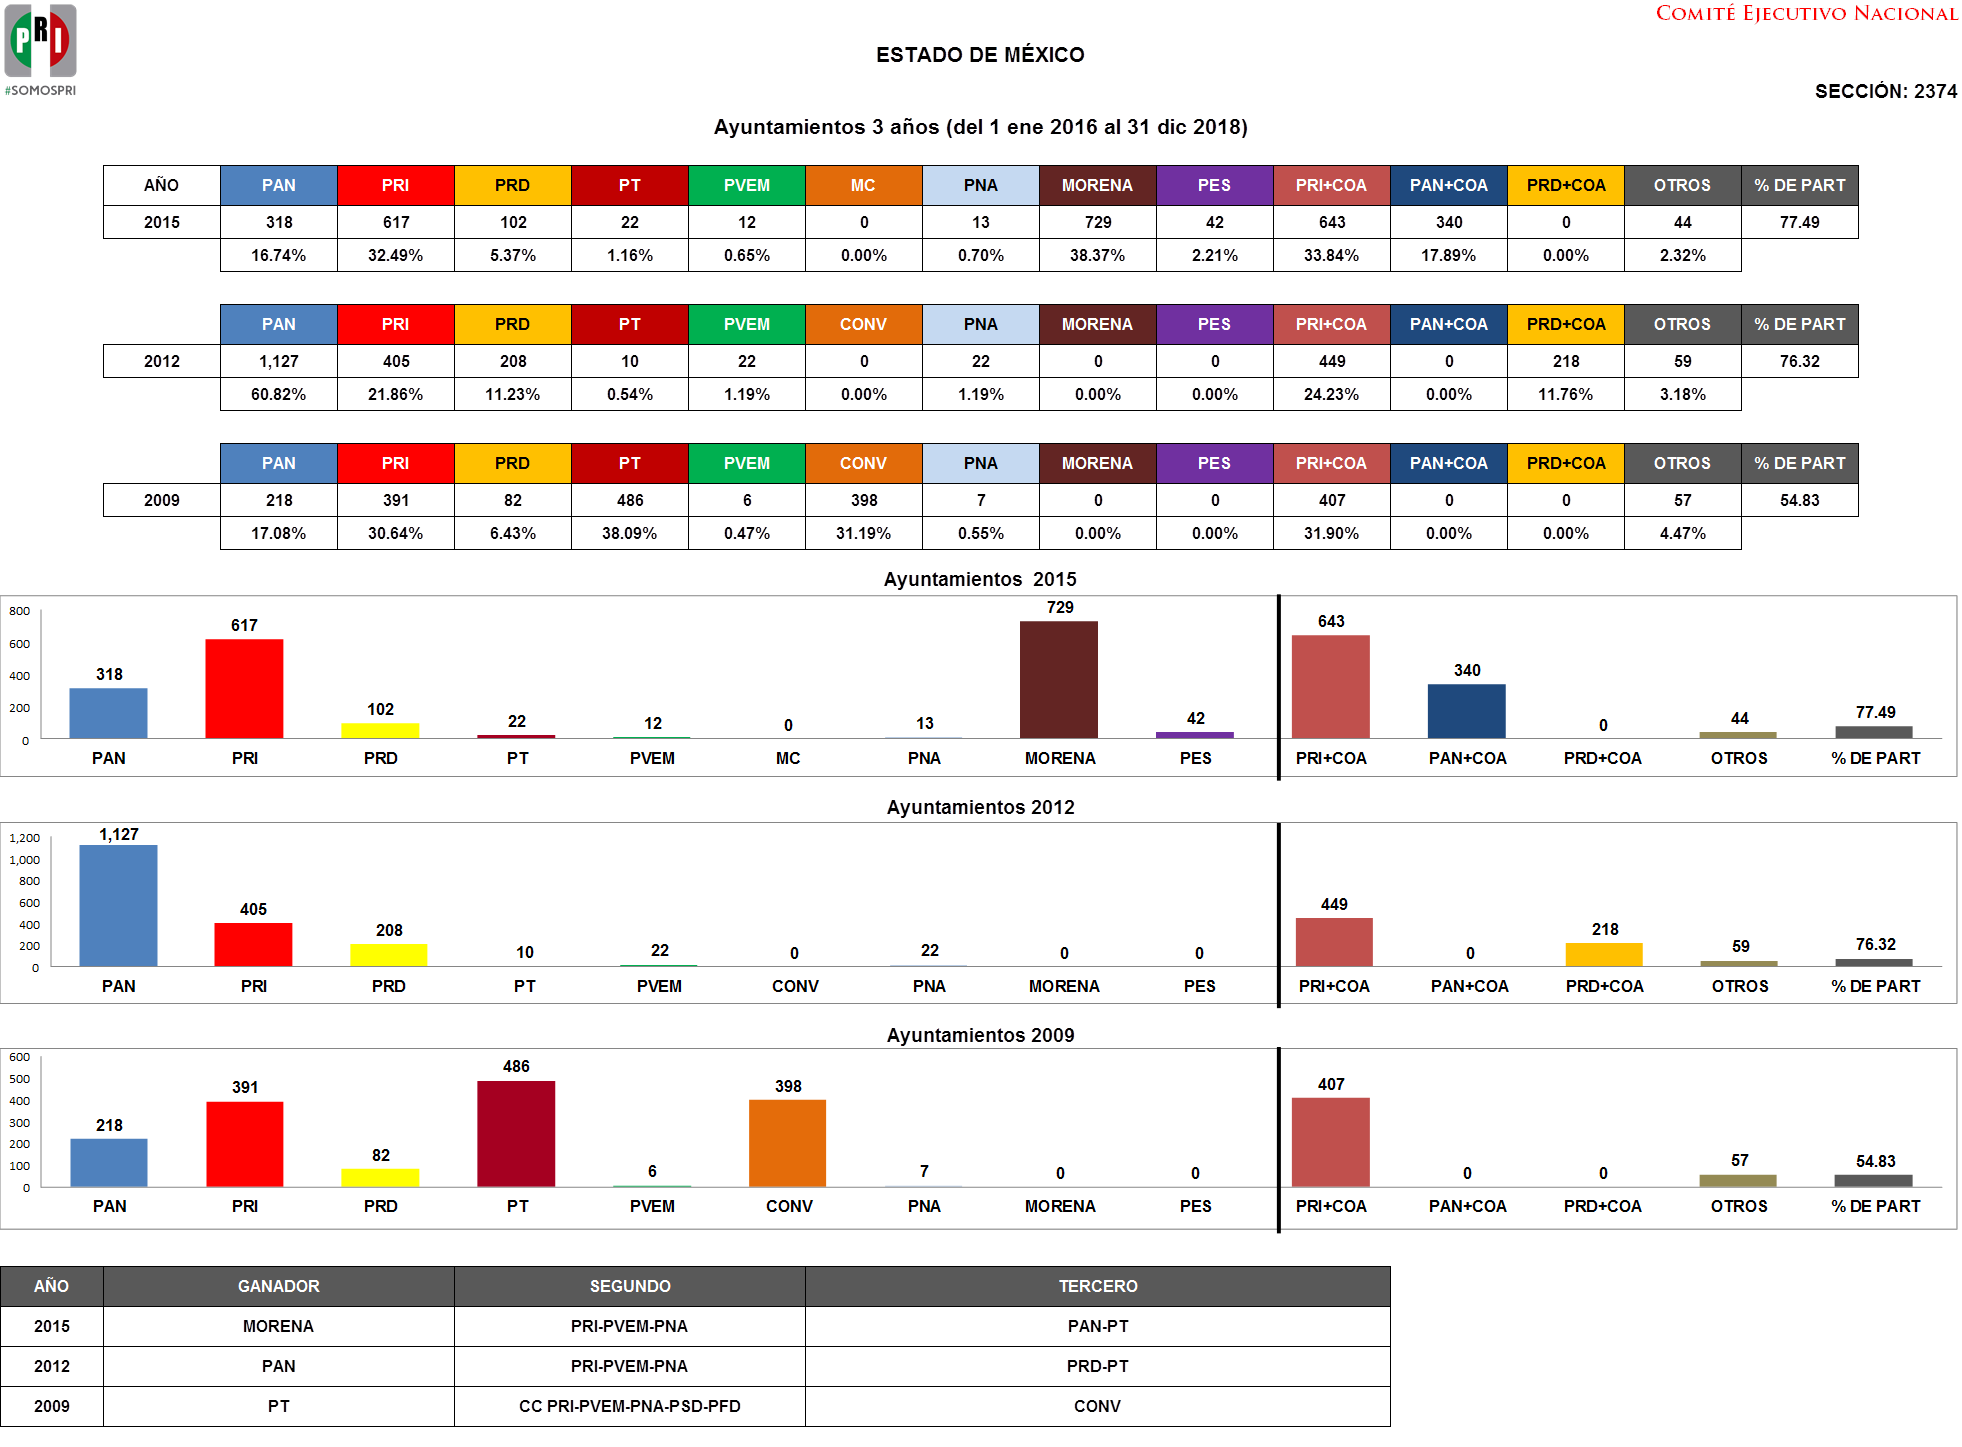 PRI
#SOMOSPRI
COMITÉ EJECUTIVO NACIONAL
ESTADO DE MÉXICO
SECCIÓN: 2374
Ayuntamientos 3 años (del 1 ene 2016 al 31 dic 2018)
AÑO PAN PRI PRD PT PVEM MC PNA MORENA PES PRI+COA PAN+COA PRD+COA OTROS % DE PART
2015 318 617 102 22 12 0 13 729 42 643 340 0 44 77.49
16.74% 32.49% 5.37% 1.16% 0.65% 0.00% 0.70% 38.37% 2.21% 33.84% 17.89% 0.00% 2.32%
PAN PRI PRD PT PVEM CONV PNA MORENA PES PRI+COA PAN+COA PRD+COA OTROS % DE PART
2012 1,127 405 208 10 22 0 22 0 0 449 0 218 59 76.32
60.82% 21.86% 11.23% 0.54% 1.19% 0.00% 1.19% 0.00% 0.00% 24.23% 0.00% 11.76% 3.18%
PAN PRI PRD PT PVEM CONV PNA MORENA PES PRI+COA PAN+COA PRD+COA OTROS % DE PART
2009 218 391 82 486 6 398 7 0 0 407 0 0 57 54.83
17.08% 30.64% 6.43% 38.09% 0.47% 31.19% 0.55% 0.00% 0.00% 31.90% 0.00% 0.00% 4.47%
Ayuntamientos 2015
800
600
400
200
0
318 617 102 22 12 0 13 729 42 643 340 0 44 77.49
PAN PRI PRD PT PVEM MC PNA MORENA PES PRI+COA PAN+COA PRD+COA OTROS % DE PART
Ayuntamientos 2012
1,200
1,000
800
600
400
200
0
1,127 405 208 10 22 0 22 0 0 449 0 218 59 76.32
PAN PRI PRD PT PVEM CONV PNA MORENA PES PRI+COA PAN+COA PRD+COA OTROS % DE PART
Ayuntamientos 2009
600
500
400
300
200
100
0
218 391 82 486 6 398 7 0 0 407 0 0 57 54.83
PAN PRI PRD PT PVEM CONV PNA MORENA PES PRI+COA PAN+COA PRD+COA OTROS % DE PART
AÑO GANADOR SEGUNDO TERCERO
2015 MORENA PRI-PVEM-PNA PAN-PT
2012 PAN PRI-PVEM-PNA PRD-PT
2009 PT CC PRI-PVEM-PNA-PSD-PFD CONV